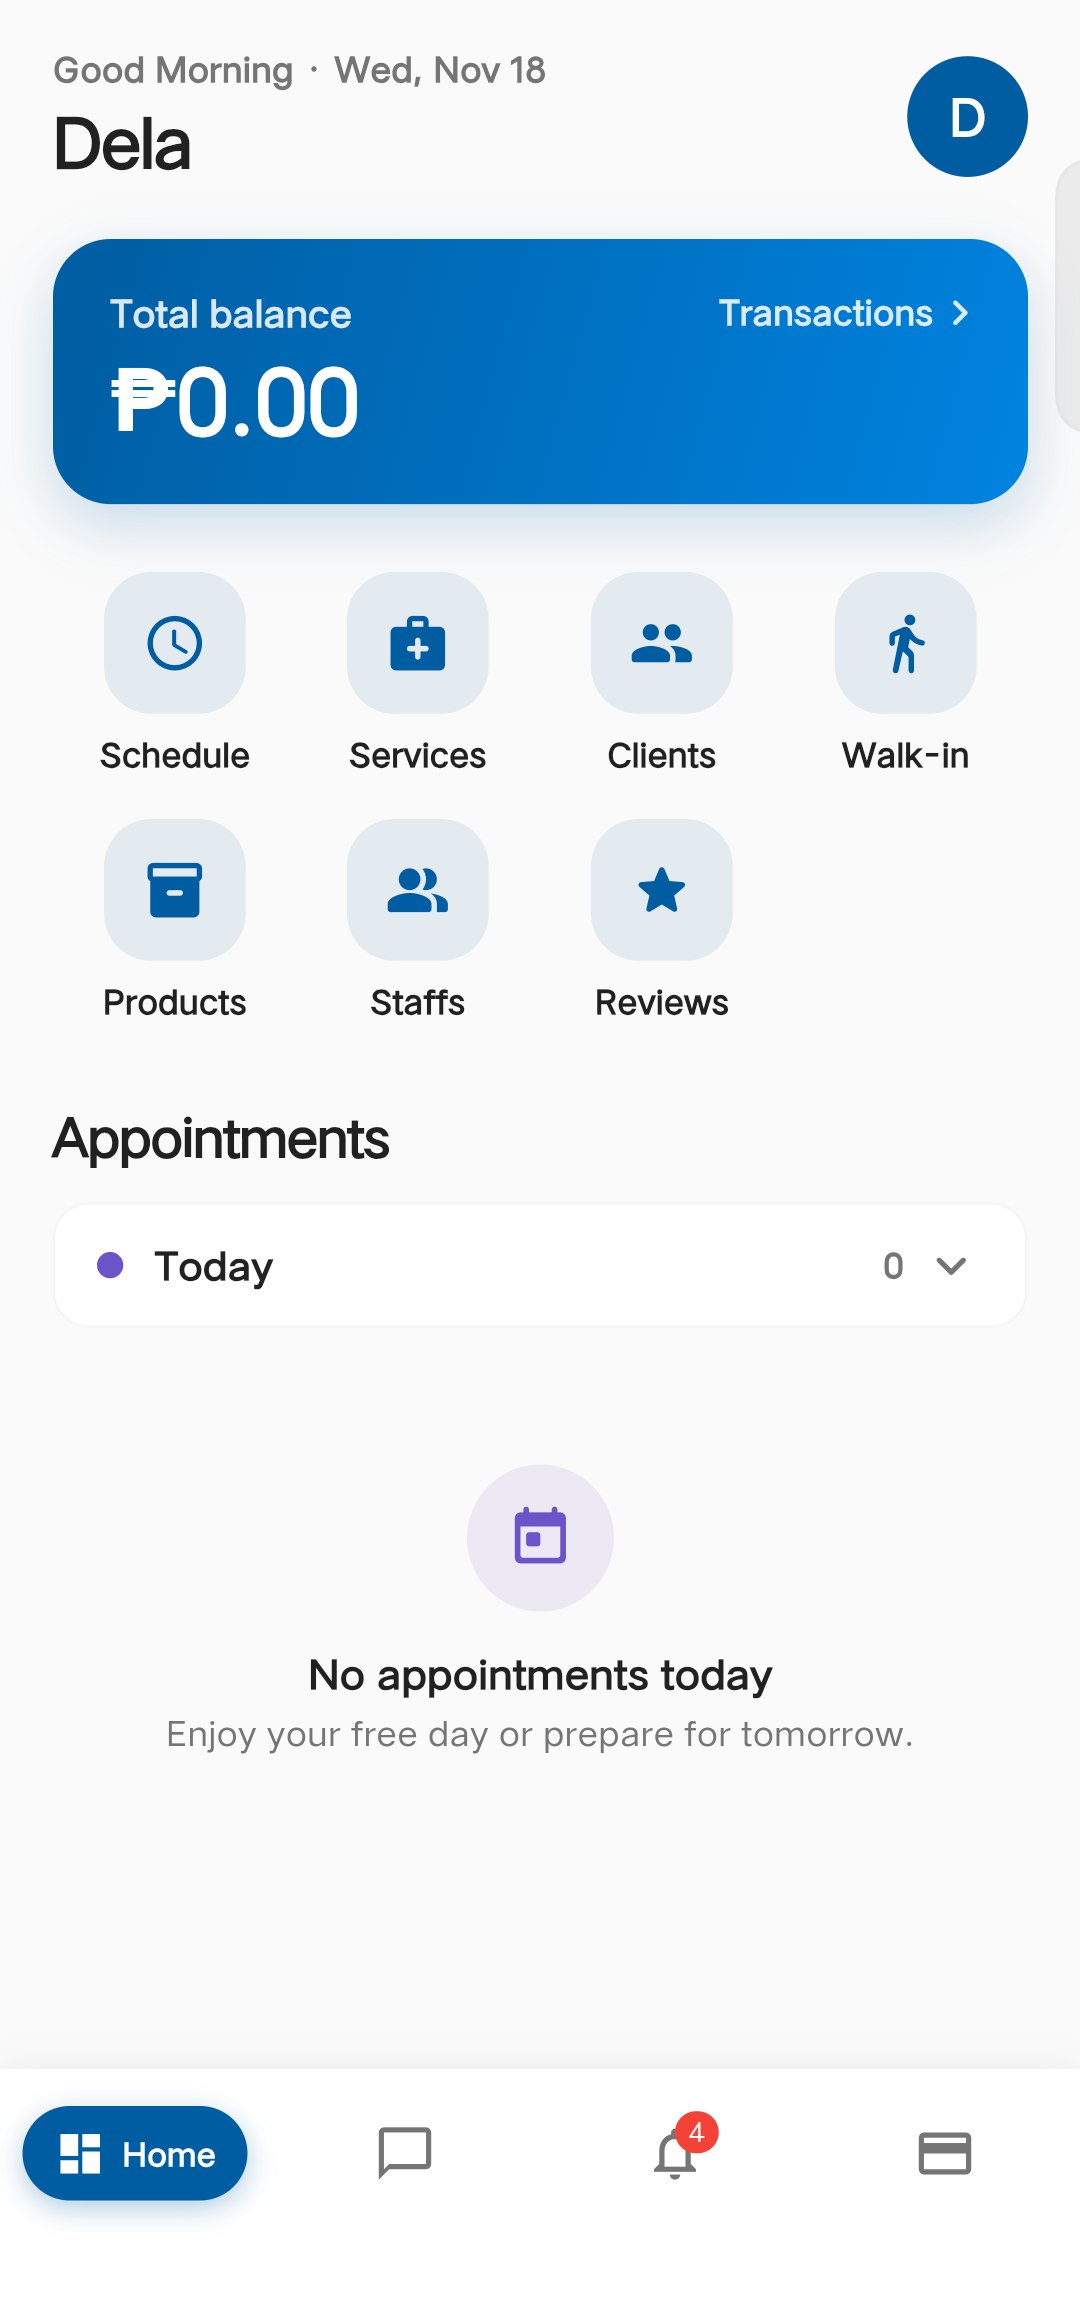 Good Morning · Wed, Nov 18
Dela
D
Total balance
Transactions
₱0.00
Schedule
Services
Clients
Walk-in
Products
Staffs
Reviews
Appointments
Today
0
No appointments today
Enjoy your free day or prepare for tomorrow.
Home
4